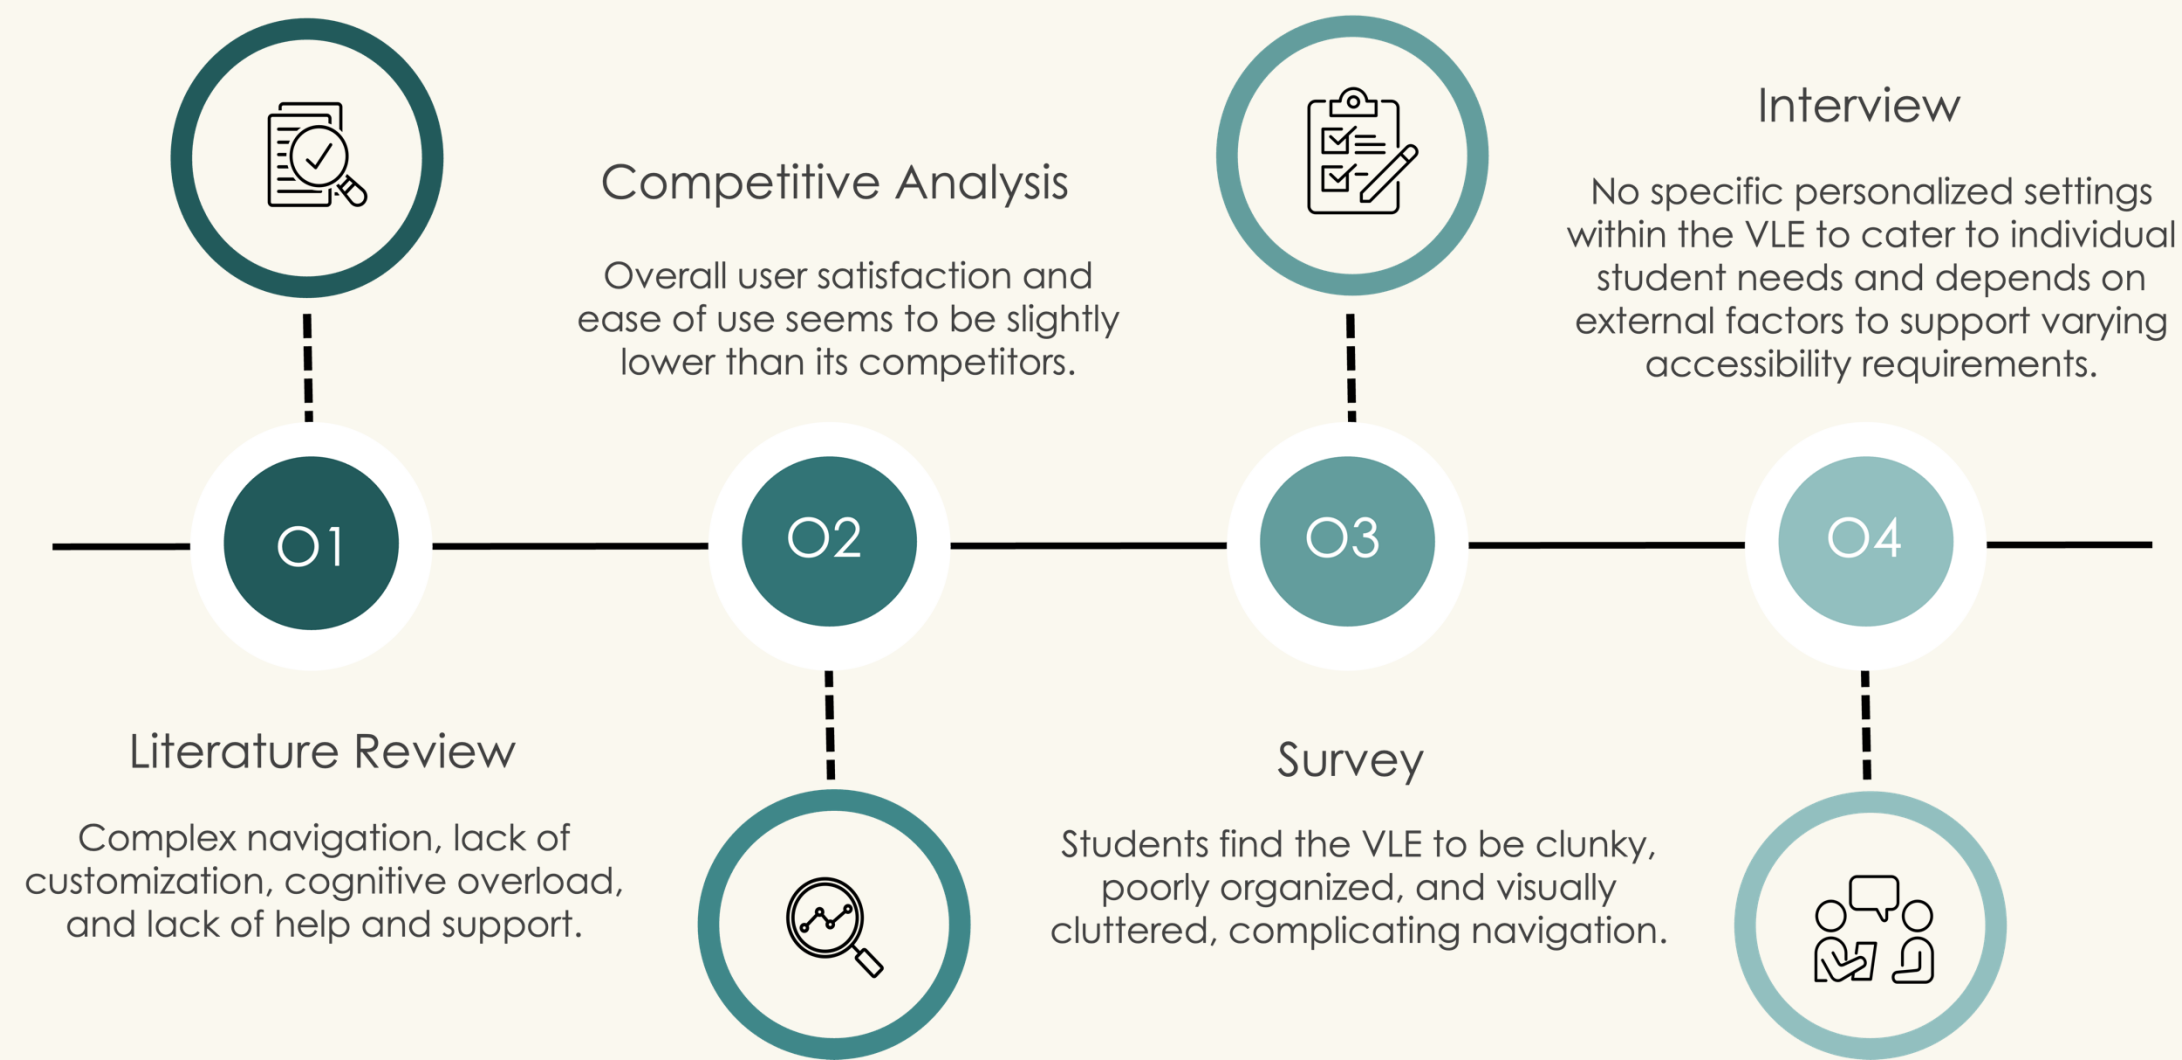 Competitive Analysis
Overall user satisfaction and
ease of use seems to be slightly
lower than its competitors.
Interview
No specific personalized settings
within the VLE to cater to individual
student needs and depends on
external factors to support varying
accessibility requirements.
01
02
03
04
Literature Review
Complex navigation, lack of
customization, cognitive overload,
and lack of help and support.
Survey
Students find the VLE to be clunky,
poorly organized, and visually
cluttered, complicating navigation.